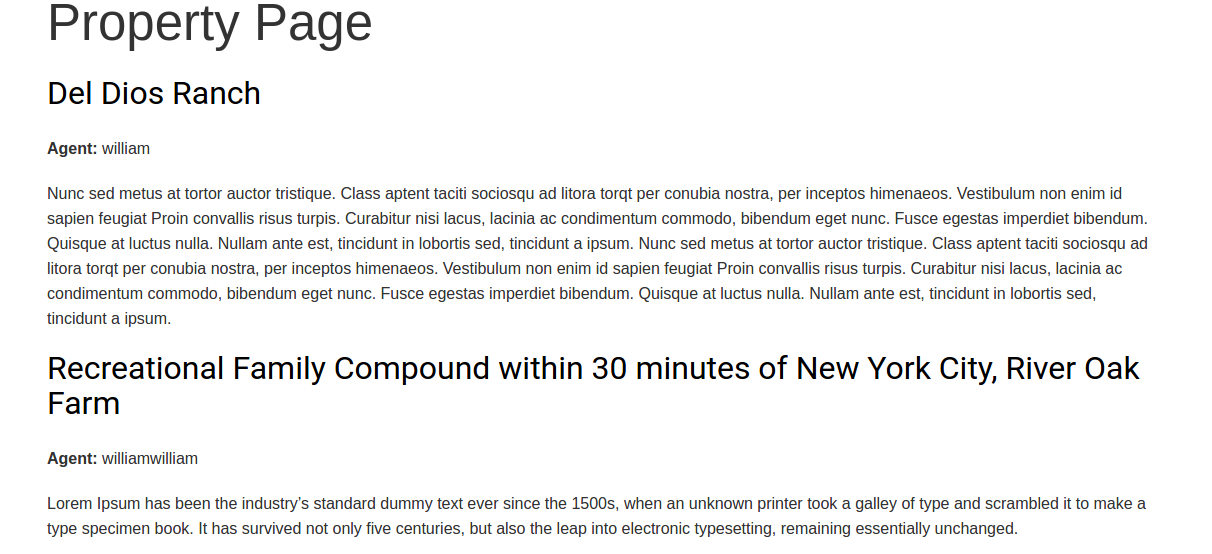 Property Page
Del Dios Ranch
Agent: william
Nunc sed metus at tortor auctor tristique. Class aptent taciti sociosqu ad litora torqt per conubia nostra, per inceptos himenaeos. Vestibulum non enim id
sapien feugiat Proin convallis risus turpis. Curabitur nisi lacus, lacinia ac condimentum commodo, bibendum eget nunc. Fusce egestas imperdiet bibendum.
Quisque at luctus nulla. Nullam ante est, tincidunt in lobortis sed, tincidunt a ipsum. Nunc sed metus at tortor auctor tristique. Class aptent taciti sociosqu ad
litora torqt per conubia nostra, per inceptos himenaeos. Vestibulum non enim id sapien feugiat Proin convallis risus turpis. Curabitur nisi lacus, lacinia ac
condimentum commodo, bibendum eget nunc. Fusce egestas imperdiet bibendum. Quisque at luctus nulla. Nullam ante est, tincidunt in lobortis sed,
tincidunt a ipsum.
Recreational Family Compound within 30 minutes of New York City, River Oak
Farm
Agent: williamwilliam
Lorem Ipsum has been the industry’s standard dummy text ever since the 1500s, when an unknown printer took a galley of type and scrambled it to make a
type specimen book. It has survived not only five centuries, but also the leap into electronic typesetting, remaining essentially unchanged.